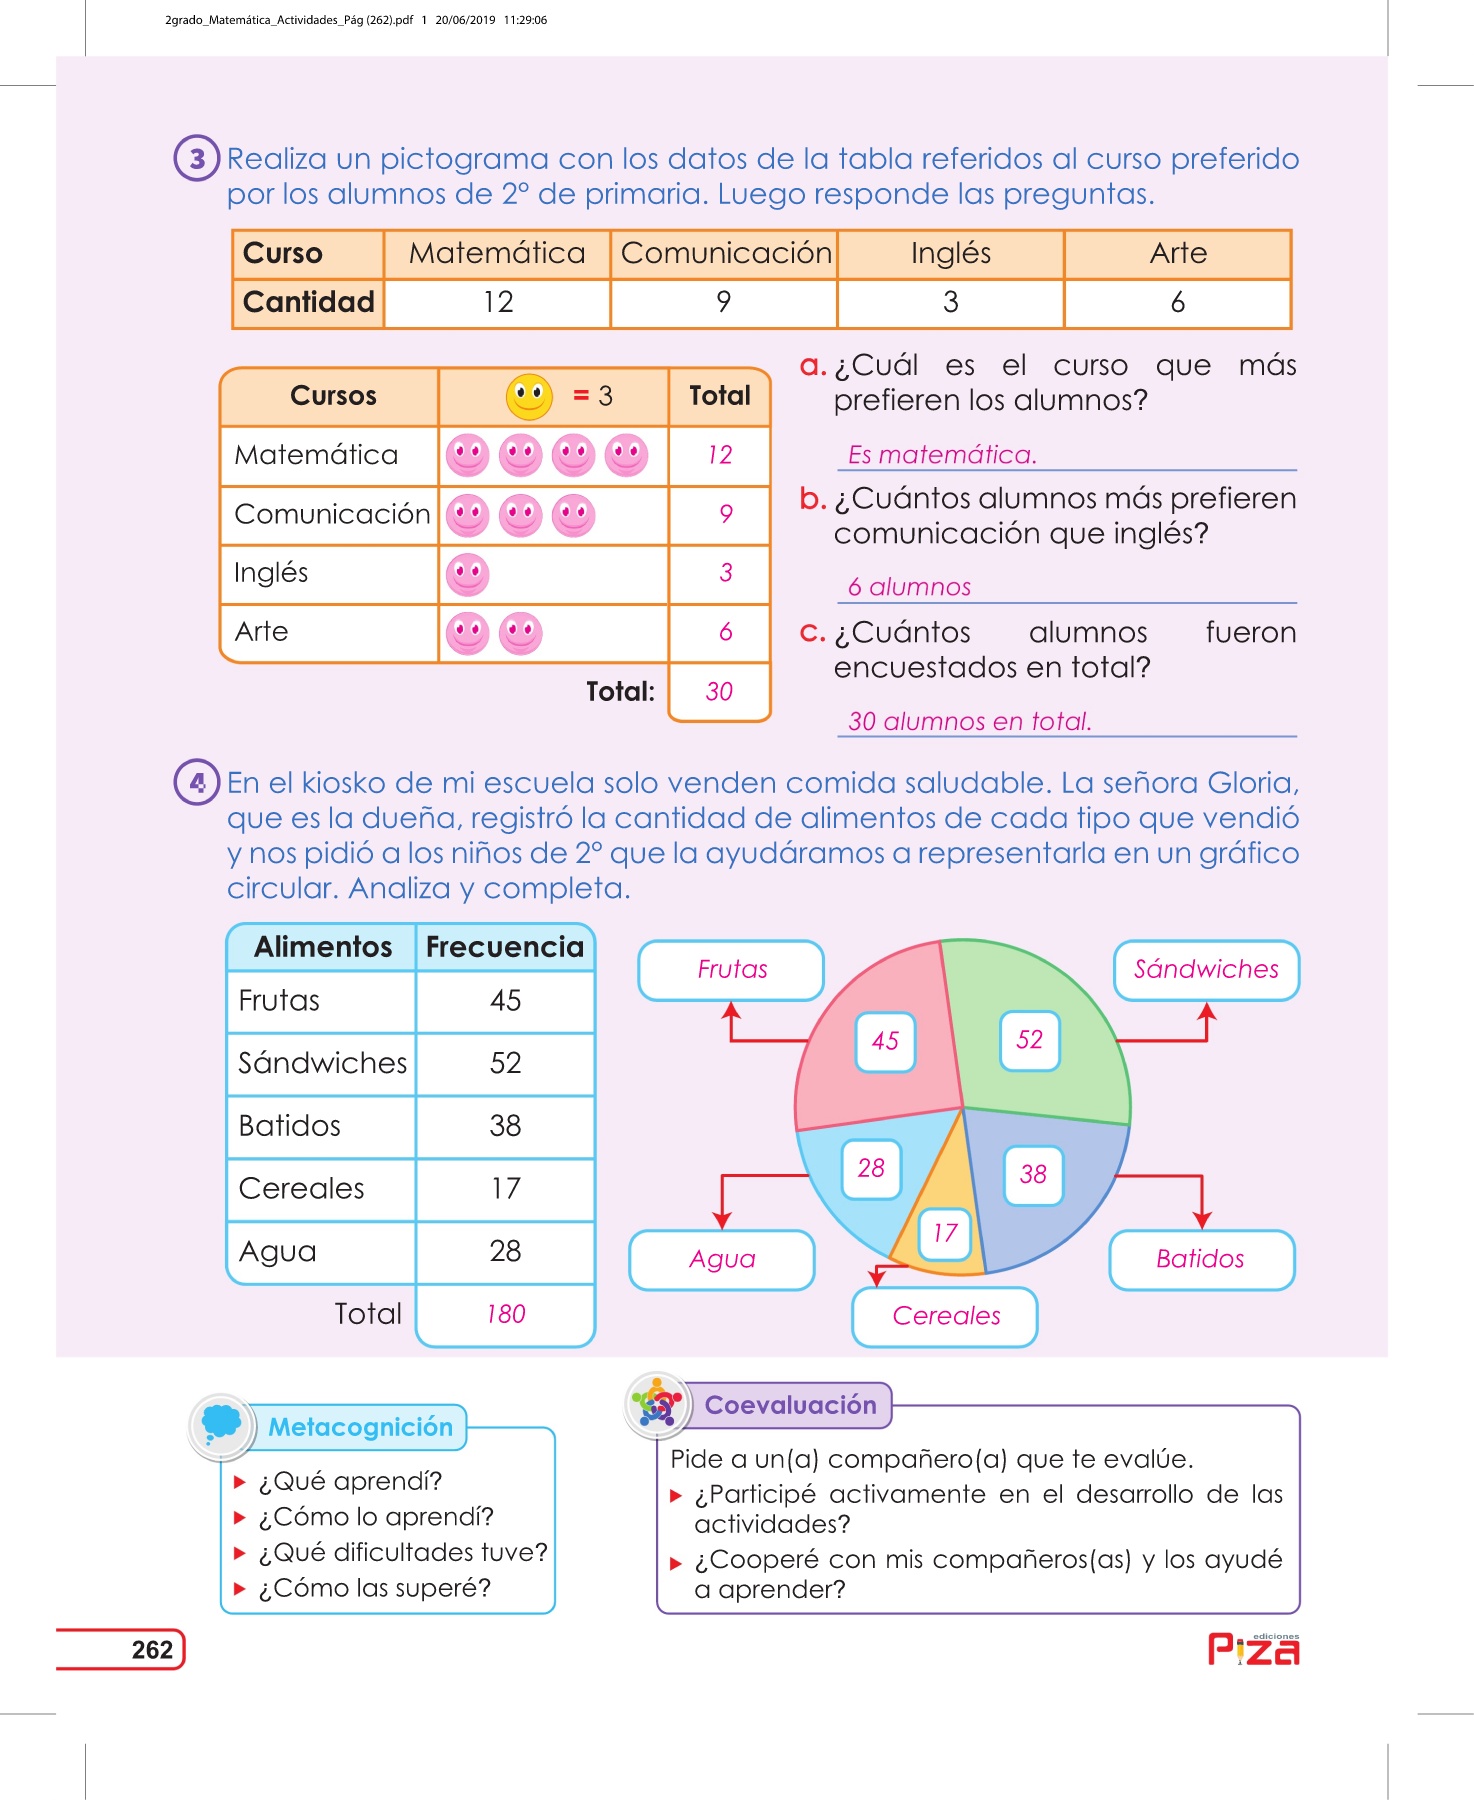 2grado_Matemática_Actividades_Pág (262).pdf 1 20/06/2019 11:29:06
3 Realiza un pictograma con los datos de la tabla referidos al curso preferido
por los alumnos de 2° de primaria. Luego responde las preguntas.
Curso Matemática Comunicación Inglés Arte
Cantidad 12 9 3 6
Cursos = 3 Total
Matemática 12
Comunicación 9
Inglés 3
Arte 6
Total: 30
a. ¿Cuál es el curso que más
prefieren los alumnos?
Es matemática.
b. ¿Cuántos alumnos más prefieren
comunicación que inglés?
6 alumnos
c. ¿Cuántos alumnos fueron
encuestados en total?
30 alumnos en total.
4 En el kiosko de mi escuela solo venden comida saludable. La señora Gloria,
que es la dueña, registró la cantidad de alimentos de cada tipo que vendió
y nos pidió a los niños de 2° que la ayudáramos a representarla en un gráfico
circular. Analiza y completa.
Alimentos Frecuencia
Frutas 45
Sándwiches 52
Batidos 38
Cereales 17
Agua 28
Total 180
Frutas Sándwiches
45 52
28 38
17
Agua Batidos
Cereales
Metacognición
¿Qué aprendí?
¿Cómo lo aprendí?
¿Qué dificultades tuve?
¿Cómo las superé?
Coevaluación
Pide a un(a) compañero(a) que te evalúe.
¿Participé activamente en el desarrollo de las
actividades?
¿Cooperé con mis compañeros(as) y los ayudé
a aprender?
262
ediciones
Piza